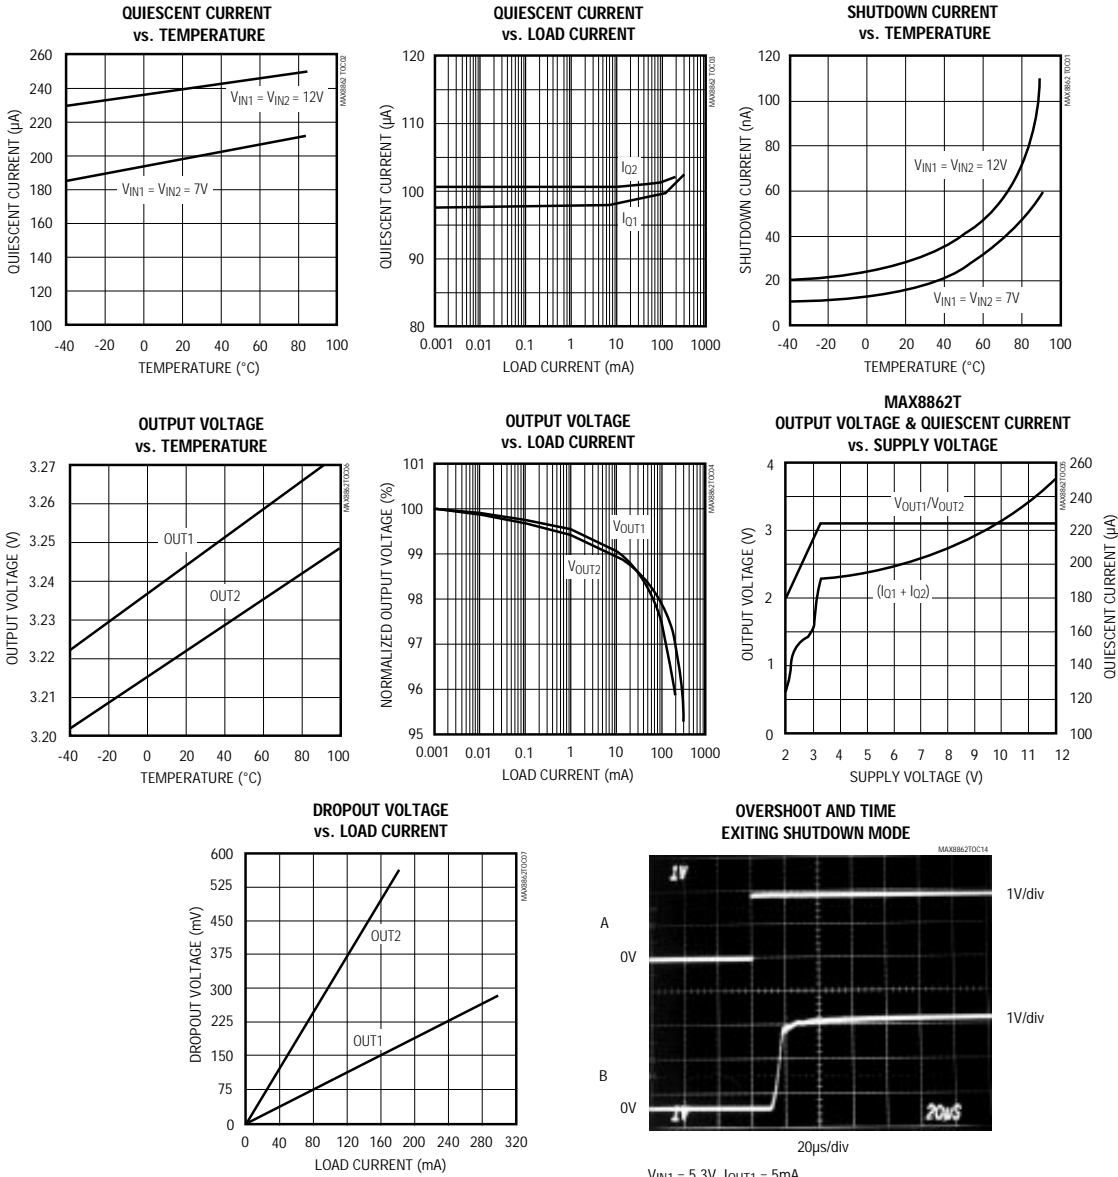 QUIESCENT CURRENT
vs. TEMPERATURE
260
240
220
200
180
160
140
120
100
QUIESCENT CURRENT (µA)
VIN1 = VIN2 = 12V
VIN1 = VIN2 = 7V
MAX8862 TOC02
-40 -20 0 20 40 60 80 100
TEMPERATURE (°C)
QUIESCENT CURRENT
vs. LOAD CURRENT
120
110
100
90
80
QUIESCENT CURRENT (µA)
IQ2
IQ1
MAX8862 TOC03
0.001 0.01 0.1 1 10 100 1000
LOAD CURRENT (mA)
SHUTDOWN CURRENT
vs. TEMPERATURE
120
100
80
60
40
20
0
SHUTDOWN CURRENT (nA)
VIN1 = VIN2 = 12V
VIN1 = VIN2 = 7V
MAX8862 TOC01
-40 -20 0 20 40 60 80 100
TEMPERATURE (°C)
OUTPUT VOLTAGE
vs. TEMPERATURE
3.27
3.26
3.25
3.24
3.23
3.22
3.21
3.20
OUTPUT VOLTAGE (V)
OUT1
OUT2
MAX8862TOC06
-40 -20 0 20 40 60 80 100
TEMPERATURE (°C)
OUTPUT VOLTAGE
vs. LOAD CURRENT
101
100
99
98
97
96
95
NORMALIZED OUTPUT VOLTAGE (%)
VOUT1
VOUT2
MAX8862TOC04
0.001 0.01 0.1 1 10 100 1000
LOAD CURRENT (mA)
MAX8862T
OUTPUT VOLTAGE & QUIESCENT CURRENT
vs. SUPPLY VOLTAGE
4
3
2
1
0
OUTPUT VOLTAGE (V)
VOUT1/VOUT2
(IQ1 + IQ2)
MAX8862TOC05
260
240
220
200
180
160
140
120
100
QUIESCENT CURRENT (µA)
2 3 4 5 6 7 8 9 10 11 12
SUPPLY VOLTAGE (V)
DROPOUT VOLTAGE
vs. LOAD CURRENT
600
525
450
375
300
225
150
75
0
DROPOUT VOLTAGE (mV)
OUT2
OUT1
MAX8862TOC07
0 40 80 120 160 200 240 280 320
LOAD CURRENT (mA)
OVERSHOOT AND TIME
EXITING SHUTDOWN MODE
MAX8862TOC14
1V
1V/div
A
0V
1V/div
B
0V
1V 20µS
20µs/div
VIN1 = 5.3V, IOUT1 = 5mA